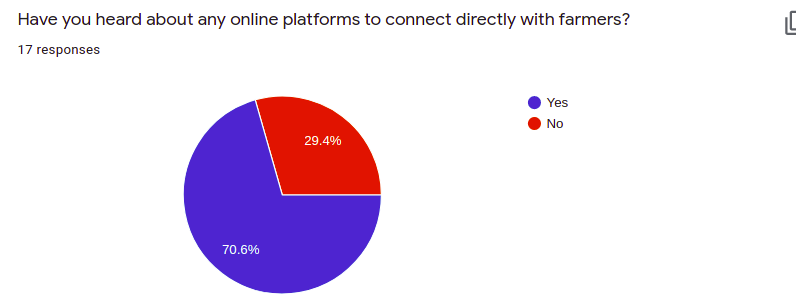 Have you heard about any online platforms to connect directly with farmers?
17 responses
Yes
No
29.4%
70.6%